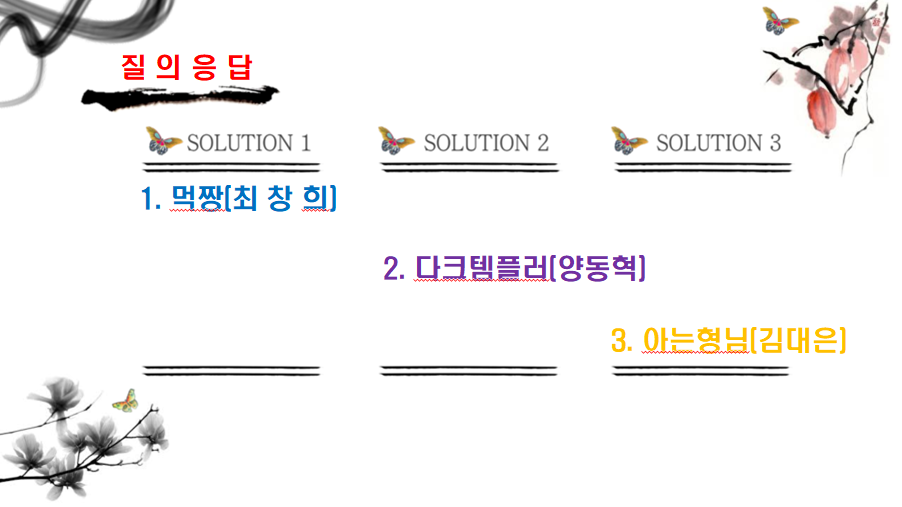 질 의 응 답
SOLUTION 1
SOLUTION 2
SOLUTION 3
1. 먹짱[최 창 희]
2. 다크템플러[양동혁]
3. 아는형님[김대은]